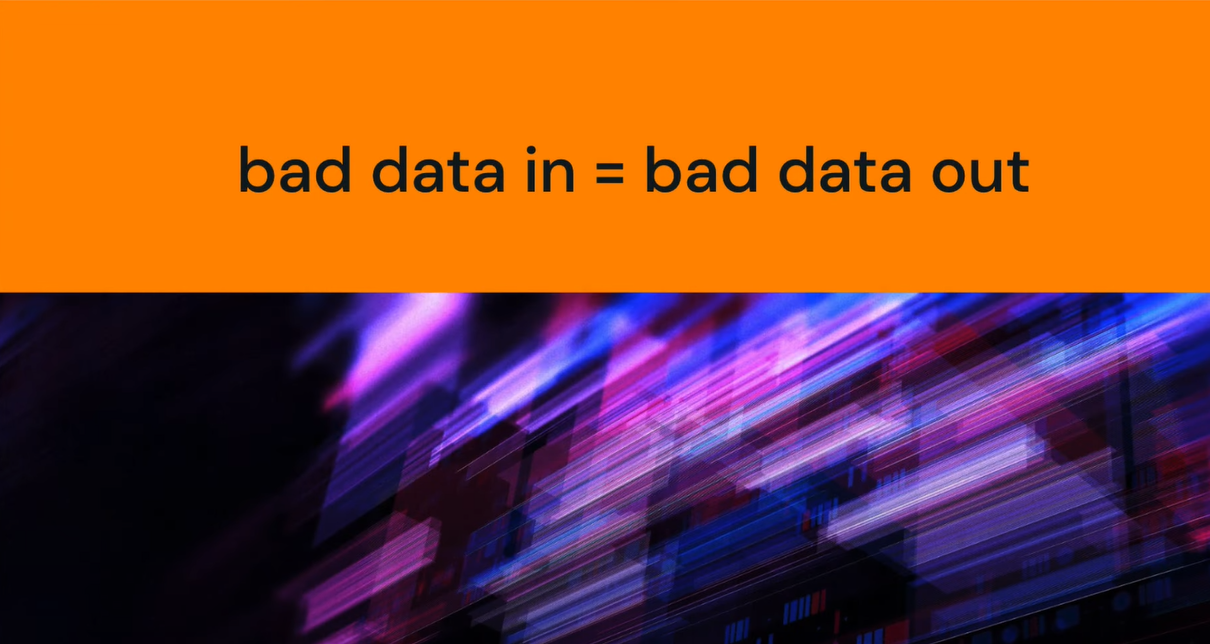 bad data in = bad data out